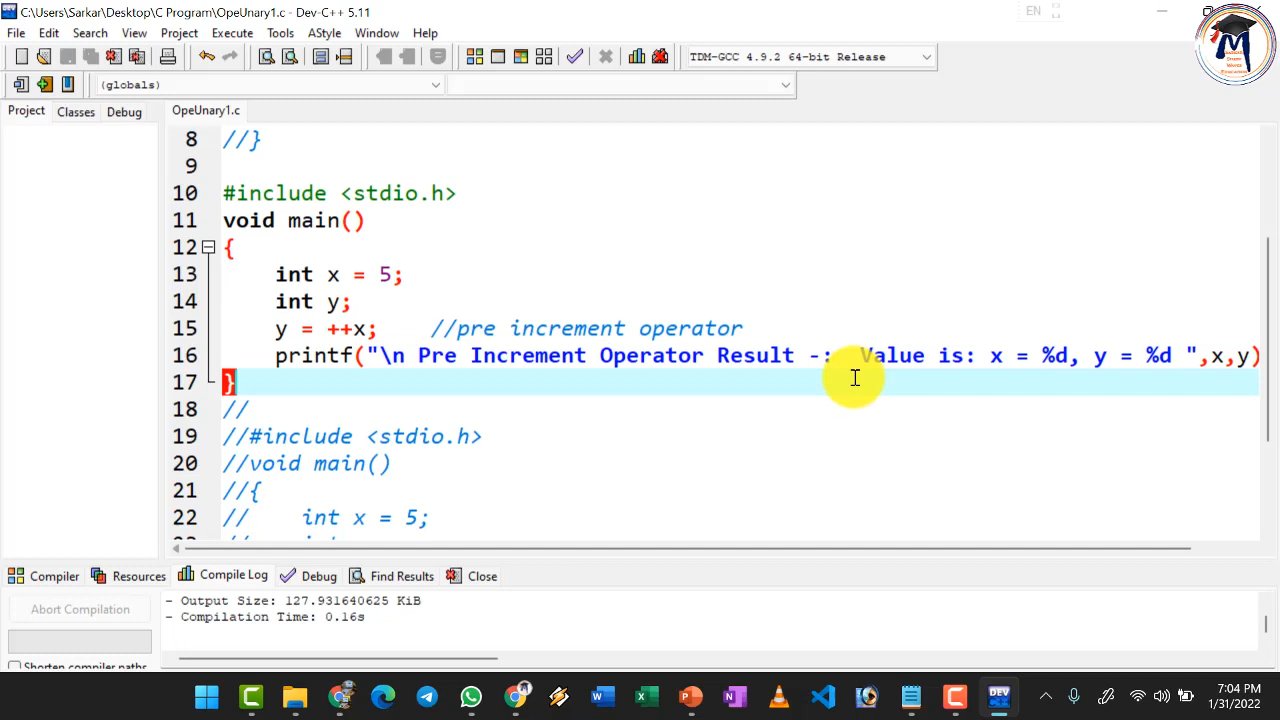 C:\Users\Sarkar\Desktop\C Program\OpeUnary1.c - Dev-C++ 5.11
EN
File Edit Search View Project Execute Tools AStyle Window Help
TDM-GCC 4.9.2 64-bit Release
(globals)
Project Classes Debug
OpeUnary1.c
8 //}
9
10 #include <stdio.h>
11 void main()
12 {
13 int x = 5;
14 int y;
15 y = ++x; //pre increment operator
16 printf("\n Pre Increment Operator Result -: Value is: x = %d, y = %d ",x,y)
17 }
18 //
19 //#include <stdio.h>
20 //void main()
21 //{
22 // int x = 5;
Compiler Resources Compile Log Debug Find Results Close
Abort Compilation
Shorten compiler paths
- Output Size: 127.931640625 KiB
- Compilation Time: 0.16s
DEV
7:04 PM
1/31/2022